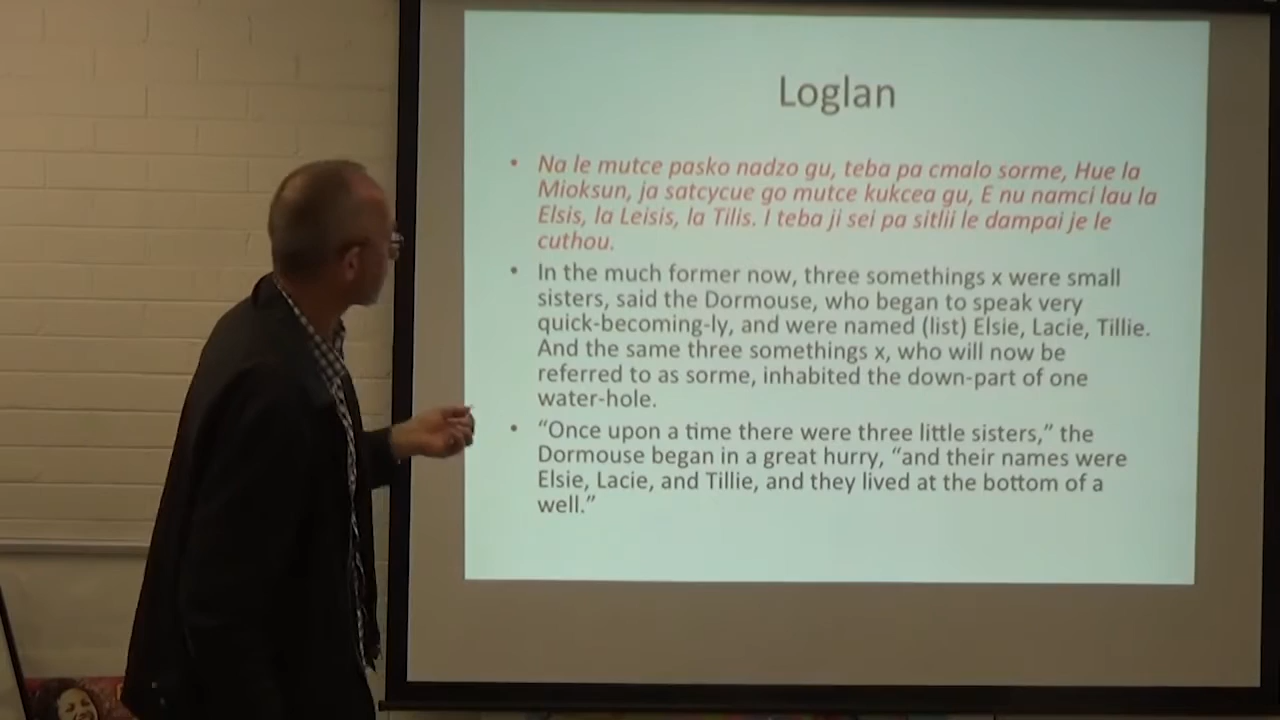 Loglan
• Na le mutce pasko nadzo gu, teba pa cmalo sorme, Hue la
Mioksun, ja satcycue go mutce kukcea gu, E nu namci lau la
Elsis, la Leisis, la Tilis. I teba ji sei pa sitlii le dampai je le
cuthou.
• In the much former now, three somethings x were small
sisters, said the Dormouse, who began to speak very
quick-becoming-ly, and were named (list) Elsie, Lacie, Tillie.
And the same three somethings x, who will now be
referred to as sorme, inhabited the down-part of one
water-hole.
• “Once upon a time there were three little sisters,” the
Dormouse began in a great hurry, “and their names were
Elsie, Lacie, and Tillie, and they lived at the bottom of a
well.”